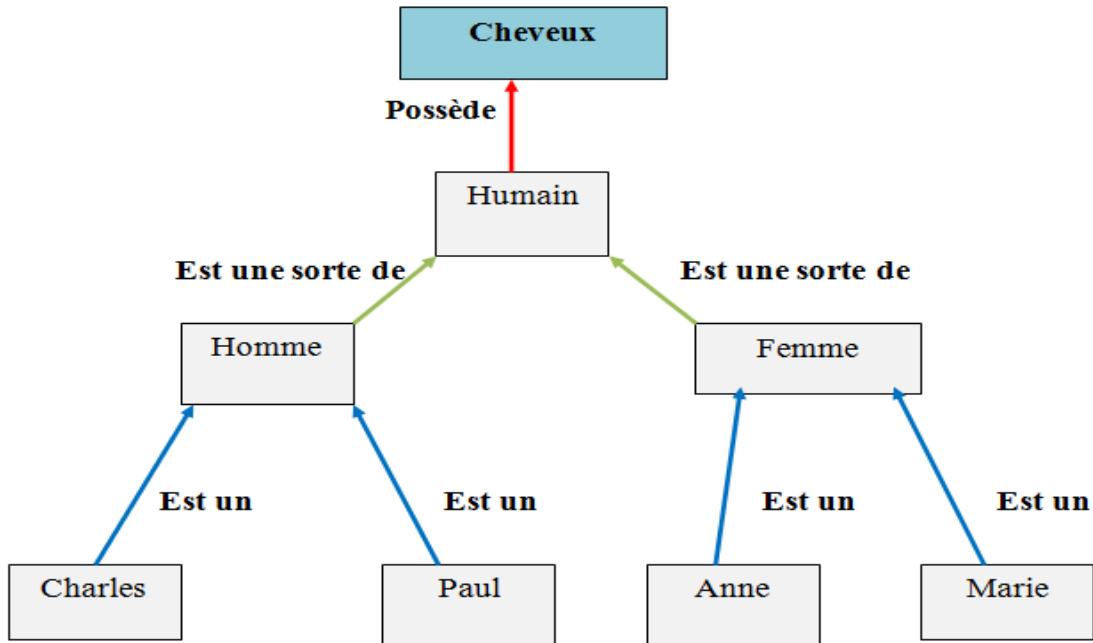 Cheveux
Possède
Humain
Est une sorte de
Est une sorte de
Homme
Femme
Est un
Est un
Est un
Est un
Charles
Paul
Anne
Marie